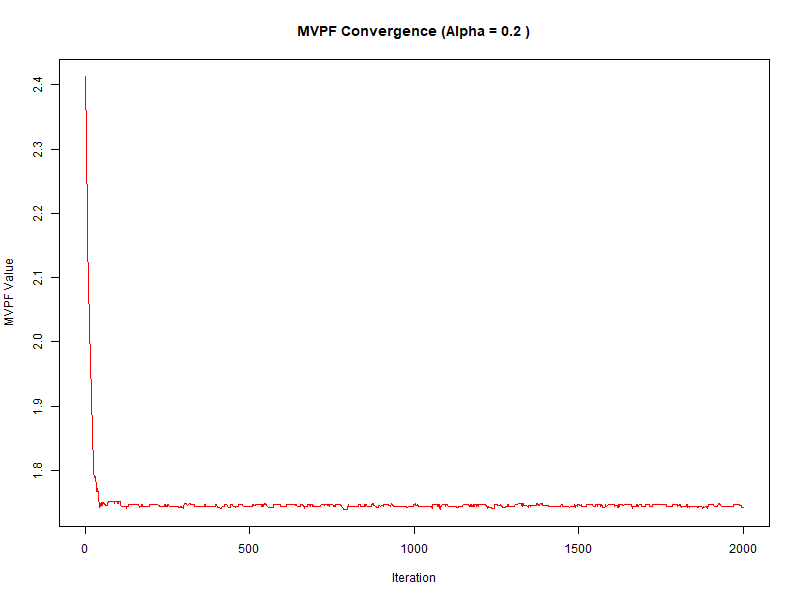 MVPF Convergence (Alpha = 0.2 )
2.4
2.3
2.2
2.1
2.0
1.9
1.8
MVPF Value
0 500 1000 1500 2000
Iteration